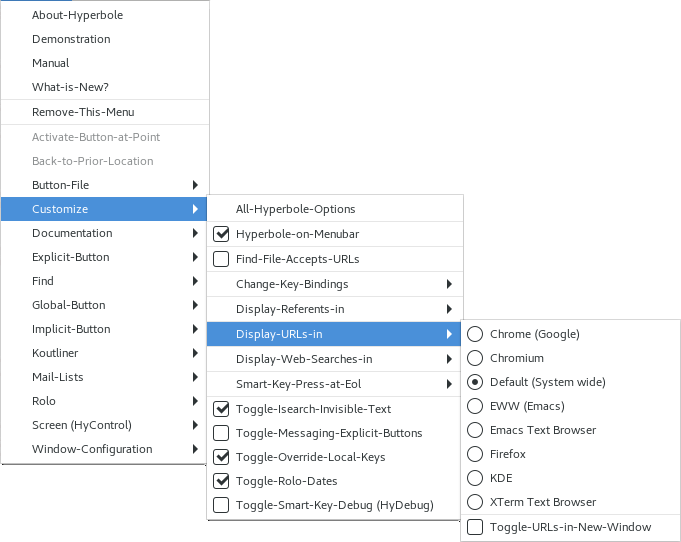 About-Hyperbole
Demonstration
Manual
What-is-New?
Remove-This-Menu
Activate-Button-at-Point
Back-to-Prior-Location
Button-File
Customize
Documentation
Explicit-Button
Find
Global-Button
Implicit-Button
Koutliner
Mail-Lists
Rolo
Screen (HyControl)
Window-Configuration
All-Hyperbole-Options
Hyperbole-on-Menubar
Find-File-Accepts-URLs
Change-Key-Bindings
Display-Referents-in
Display-URLs-in
Display-Web-Searches-in
Smart-Key-Press-at-Eol
Toggle-Isearch-Invisible-Text
Toggle-Messaging-Explicit-Buttons
Toggle-Override-Local-Keys
Toggle-Rolo-Dates
Toggle-Smart-Key-Debug (HyDebug)
Chrome (Google)
Chromium
Default (System wide)
EWW (Emacs)
Emacs Text Browser
Firefox
KDE
XTerm Text Browser
Toggle-URLs-in-New-Window